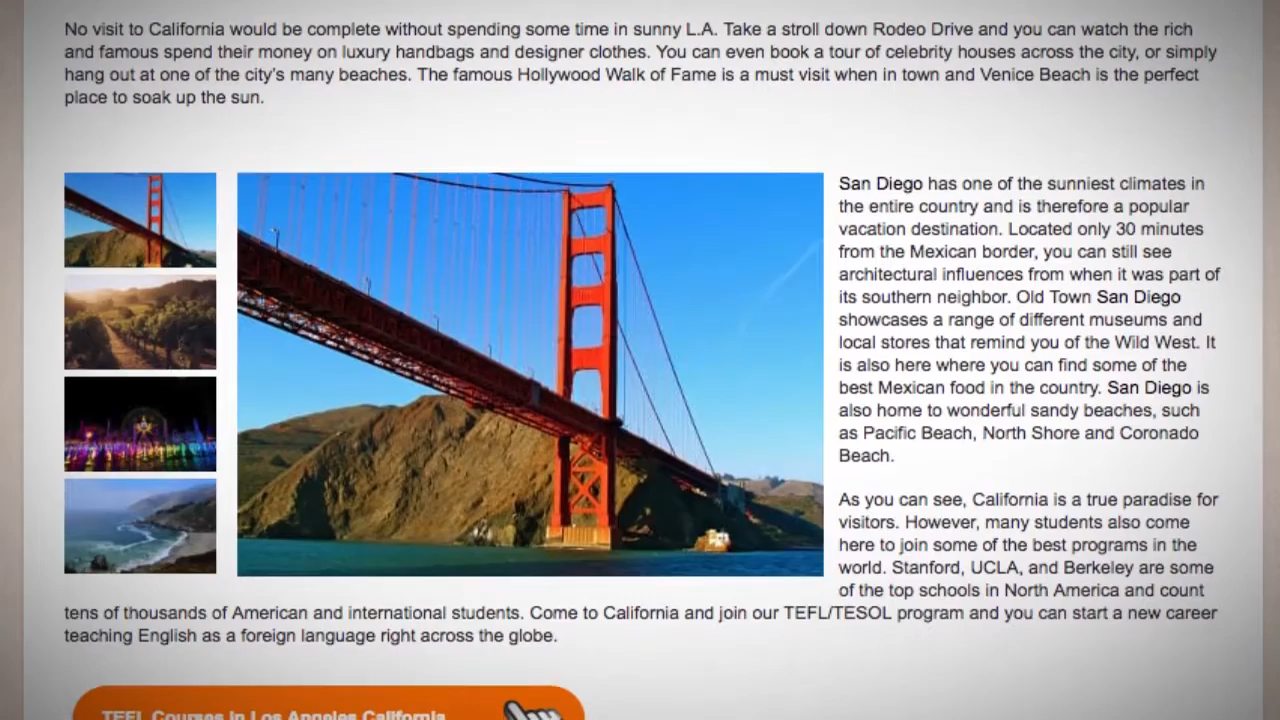 No visit to California would be complete without spending some time in sunny L.A. Take a stroll down Rodeo Drive and you can watch the rich
and famous spend their money on luxury handbags and designer clothes. You can even book a tour of celebrity houses across the city, or simply
hang out at one of the city's many beaches. The famous Hollywood Walk of Fame is a must visit when in town and Venice Beach is the perfect
place to soak up the sun.
San Diego has one of the sunniest climates in
the entire country and is therefore a popular
vacation destination. Located only 30 minutes
from the Mexican border, you can still see
architectural influences from when it was part of
its southern neighbor. Old Town San Diego
showcases a range of different museums and
local stores that remind you of the Wild West. It
is also here where you can find some of the
best Mexican food in the country. San Diego is
also home to wonderful sandy beaches, such
as Pacific Beach, North Shore and Coronado
Beach.
As you can see, California is a true paradise for
visitors. However, many students also come
here to join some of the best programs in the
world. Stanford, UCLA, and Berkeley are some
of the top schools in North America and count
tens of thousands of American and international students. Come to California and join our TEFL/TESOL program and you can start a new career
teaching English as a foreign language right across the globe.
TEFL Courses in Los Angeles California